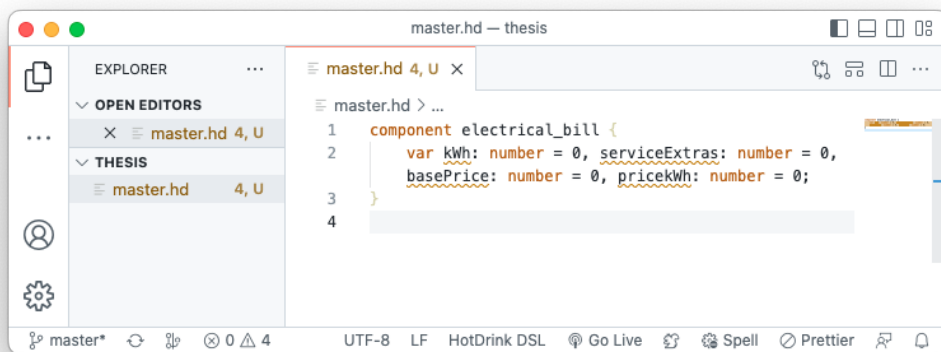 master.hd — thesis
EXPLORER ...
master.hd 4, U ×
OPEN EDITORS
× master.hd 4, U
THESIS
master.hd 4, U
master.hd > ...
1 component electrical_bill {
2 var kWh: number = 0, serviceExtras: number = 0,
basePrice: number = 0, pricekWh: number = 0;
3 }
4
master* 0 4 UTF-8 LF HotDrink DSL Go Live Spell Prettier